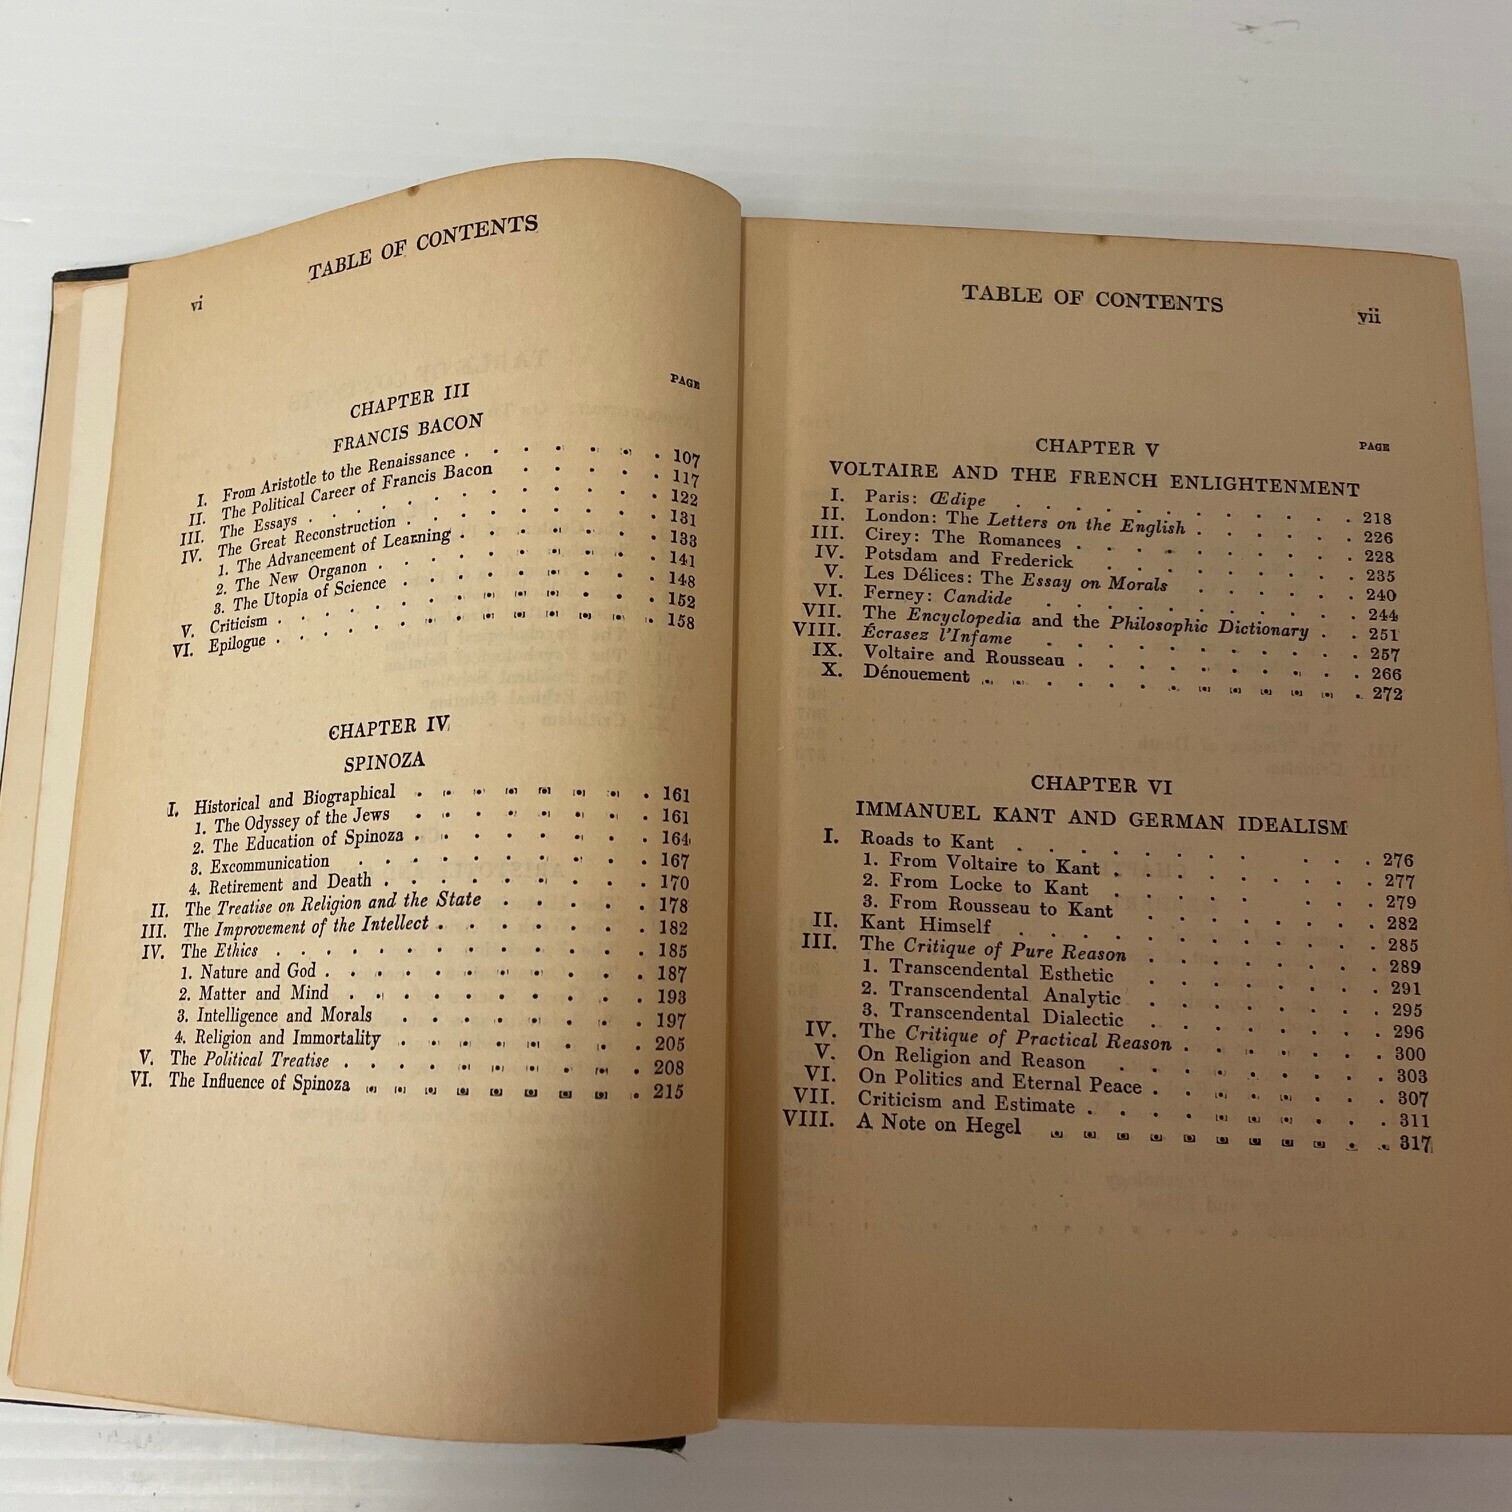 TABLE OF CONTENTS
vi
PAGE
CHAPTER III
FRANCIS BACON
I. From Aristotle to the Renaissance . . . . . . . 107
II. The Political Career of Francis Bacon . . . . . 117
III. The Essays . . . . . . . . . . . 122
IV. The Great Reconstruction . . . . . . . . 131
1. The Advancement of Learning . . . . . . . 133
2. The New Organon . . . . . . . . . 141
3. The Utopia of Science . . . . . . . . 148
V. Criticism . . . . . . . . . . . . 152
VI. Epilogue . . . . . . . . . . . . 158
CHAPTER IV
SPINOZA
I. Historical and Biographical . . . . . . . . 161
1. The Odyssey of the Jews . . . . . . . . 161
2. The Education of Spinoza . . . . . . . . 164
3. Excommunication . . . . . . . . . 167
4. Retirement and Death . . . . . . . . . 170
II. The Treatise on Religion and the State . . . . . 178
III. The Improvement of the Intellect . . . . . . . 182
IV. The Ethics . . . . . . . . . . . . 185
1. Nature and God . . . . . . . . . . 187
2. Matter and Mind . . . . . . . . . . 193
3. Intelligence and Morals . . . . . . . . 197
4. Religion and Immortality . . . . . . . . 205
V. The Political Treatise . . . . . . . . . . 208
VI. The Influence of Spinoza . . . . . . . . . 215
TABLE OF CONTENTS
vii
PAGE
CHAPTER V
VOLTAIRE AND THE FRENCH ENLIGHTENMENT
I. Paris: Œdipe . . . . . . . . . . . 218
II. London: The Letters on the English . . . . . . 226
III. Cirey: The Romances . . . . . . . . . . 228
IV. Potsdam and Frederick . . . . . . . . . 235
V. Les Délices: The Essay on Morals . . . . . . 240
VI. Ferney: Candide . . . . . . . . . . . 244
VII. The Encyclopedia and the Philosophic Dictionary . . 251
VIII. Écrasez l'Infame . . . . . . . . . . . 257
IX. Voltaire and Rousseau . . . . . . . . . . 266
X. Dénouement . . . . . . . . . . . . . 272
CHAPTER VI
IMMANUEL KANT AND GERMAN IDEALISM
I. Roads to Kant . . . . . . . . . . . 276
1. From Voltaire to Kant . . . . . . . . . 277
2. From Locke to Kant . . . . . . . . . 279
3. From Rousseau to Kant . . . . . . . . 282
II. Kant Himself . . . . . . . . . . . . 285
III. The Critique of Pure Reason . . . . . . . . 289
1. Transcendental Esthetic . . . . . . . . 291
2. Transcendental Analytic . . . . . . . . 295
3. Transcendental Dialectic . . . . . . . . 296
IV. The Critique of Practical Reason . . . . . . . 300
V. On Religion and Reason . . . . . . . . . 303
VI. On Politics and Eternal Peace . . . . . . . . 307
VII. Criticism and Estimate . . . . . . . . . . 311
VIII. A Note on Hegel . . . . . . . . . . . 317